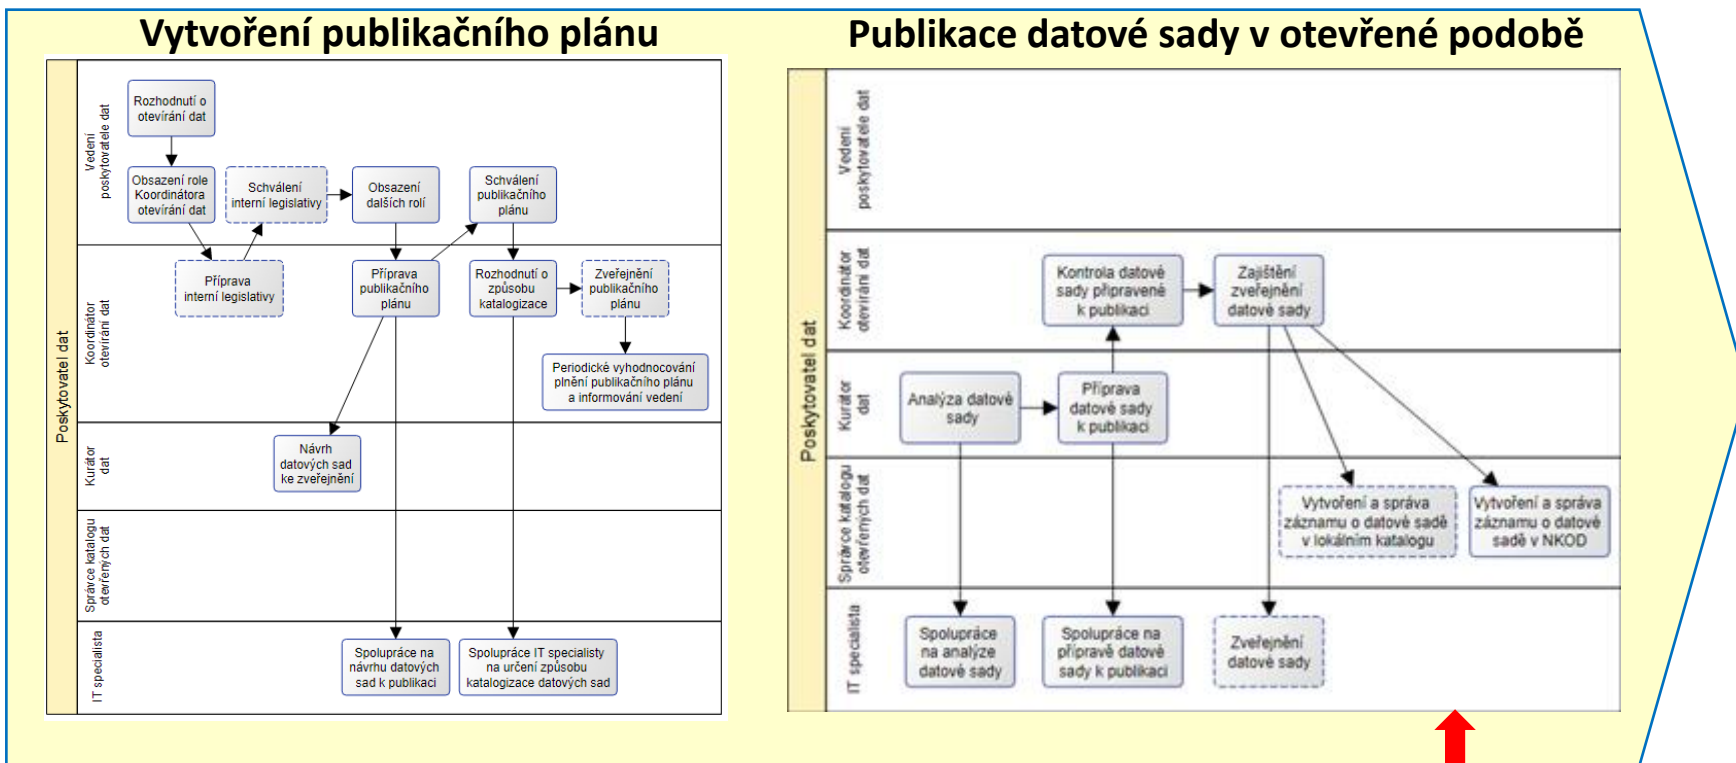 Vytvoření publikačního plánu
Poskytovatel dat
Vedení
poskytovatele dat
Rozhodnutí o
otevírání dat
Obsazení role
Koordinátora
otevírání dat
Schválení
interní legislativy
Obsazení
dalších rolí
Schválení
publikačního
plánu
Koordinátor
otevírání dat
Příprava
interní legislativy
Příprava
publikačního
plánu
Rozhodnutí o
způsobu
katalogizace
Zveřejnění
publikačního
plánu
Periodické vyhodnocování
plnění publikačního plánu
a informování vedení
Kurátor
dat
Návrh
datových sad
ke zveřejnění
Správce katalogu
otevřených dat
IT specialista
Spolupráce na
návrhu datových
sad k publikaci
Spolupráce IT specialisty
na určení způsobu
katalogizace datových sad
Publikace datové sady v otevřené podobě
Poskytovatel dat
Vedení
poskytovatele dat
Koordinátor
otevírání dat
Kontrola datové
sady připravené
k publikaci
Zajištění
zveřejnění
datové sady
Kurátor
dat
Analýza datové
sady
Příprava
datové sady
k publikaci
Správce katalogu
otevřených dat
Vytvoření a správa
záznamu o datové sadě
v lokálním katalogu
Vytvoření a správa
záznamu o datové
sadě v NKOD
IT specialista
Spolupráce
na analýze
datové sady
Spolupráce na
přípravě datové
sady k publikaci
Zveřejnění
datové sady